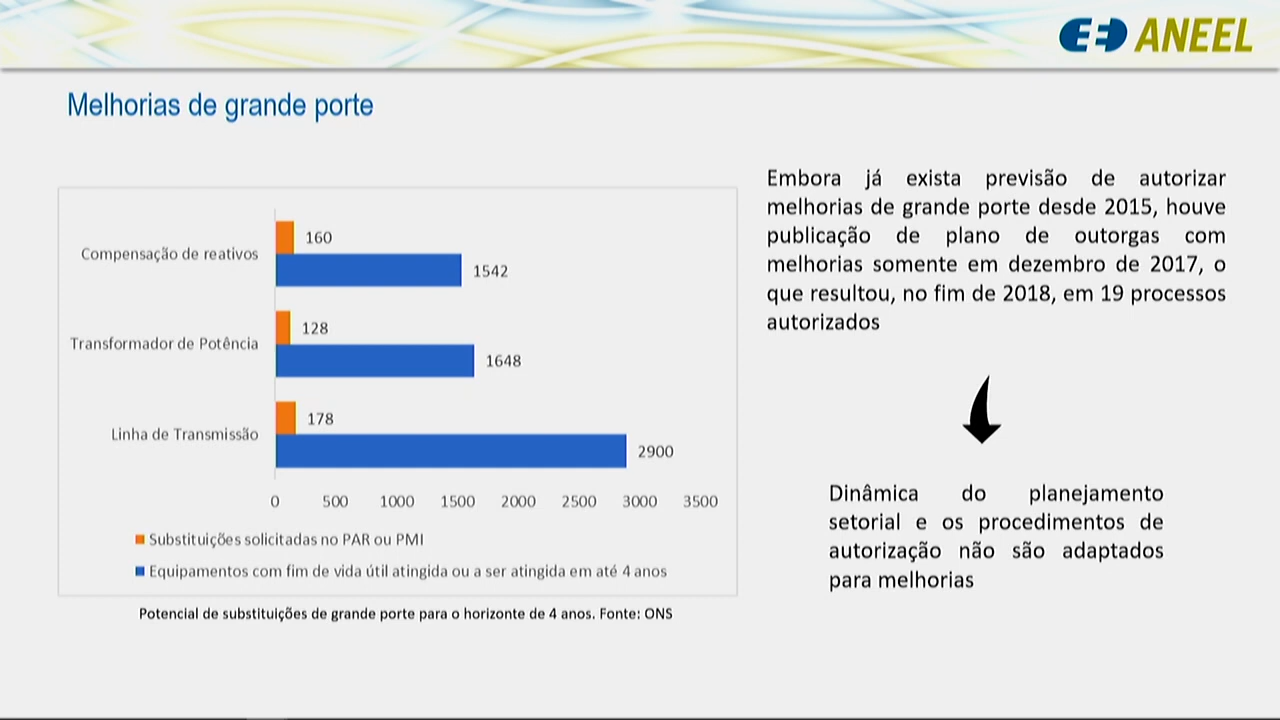 ANEEL
Melhorias de grande porte
Compensação de reativos
160
1542
Transformador de Potência
128
1648
Linha de Transmissão
178
2900
0 500 1000 1500 2000 2500 3000 3500
Substituições solicitadas no PAR ou PMI
Equipamentos com fim de vida útil atingida ou a ser atingida em até 4 anos
Potencial de substituições de grande porte para o horizonte de 4 anos. Fonte: ONS
Embora já exista previsão de autorizar
melhorias de grande porte desde 2015, houve
publicação de plano de outorgas com
melhorias somente em dezembro de 2017, o
que resultou, no fim de 2018, em 19 processos
autorizados
Dinâmica do planejamento
setorial e os procedimentos de
autorização não são adaptados
para melhorias